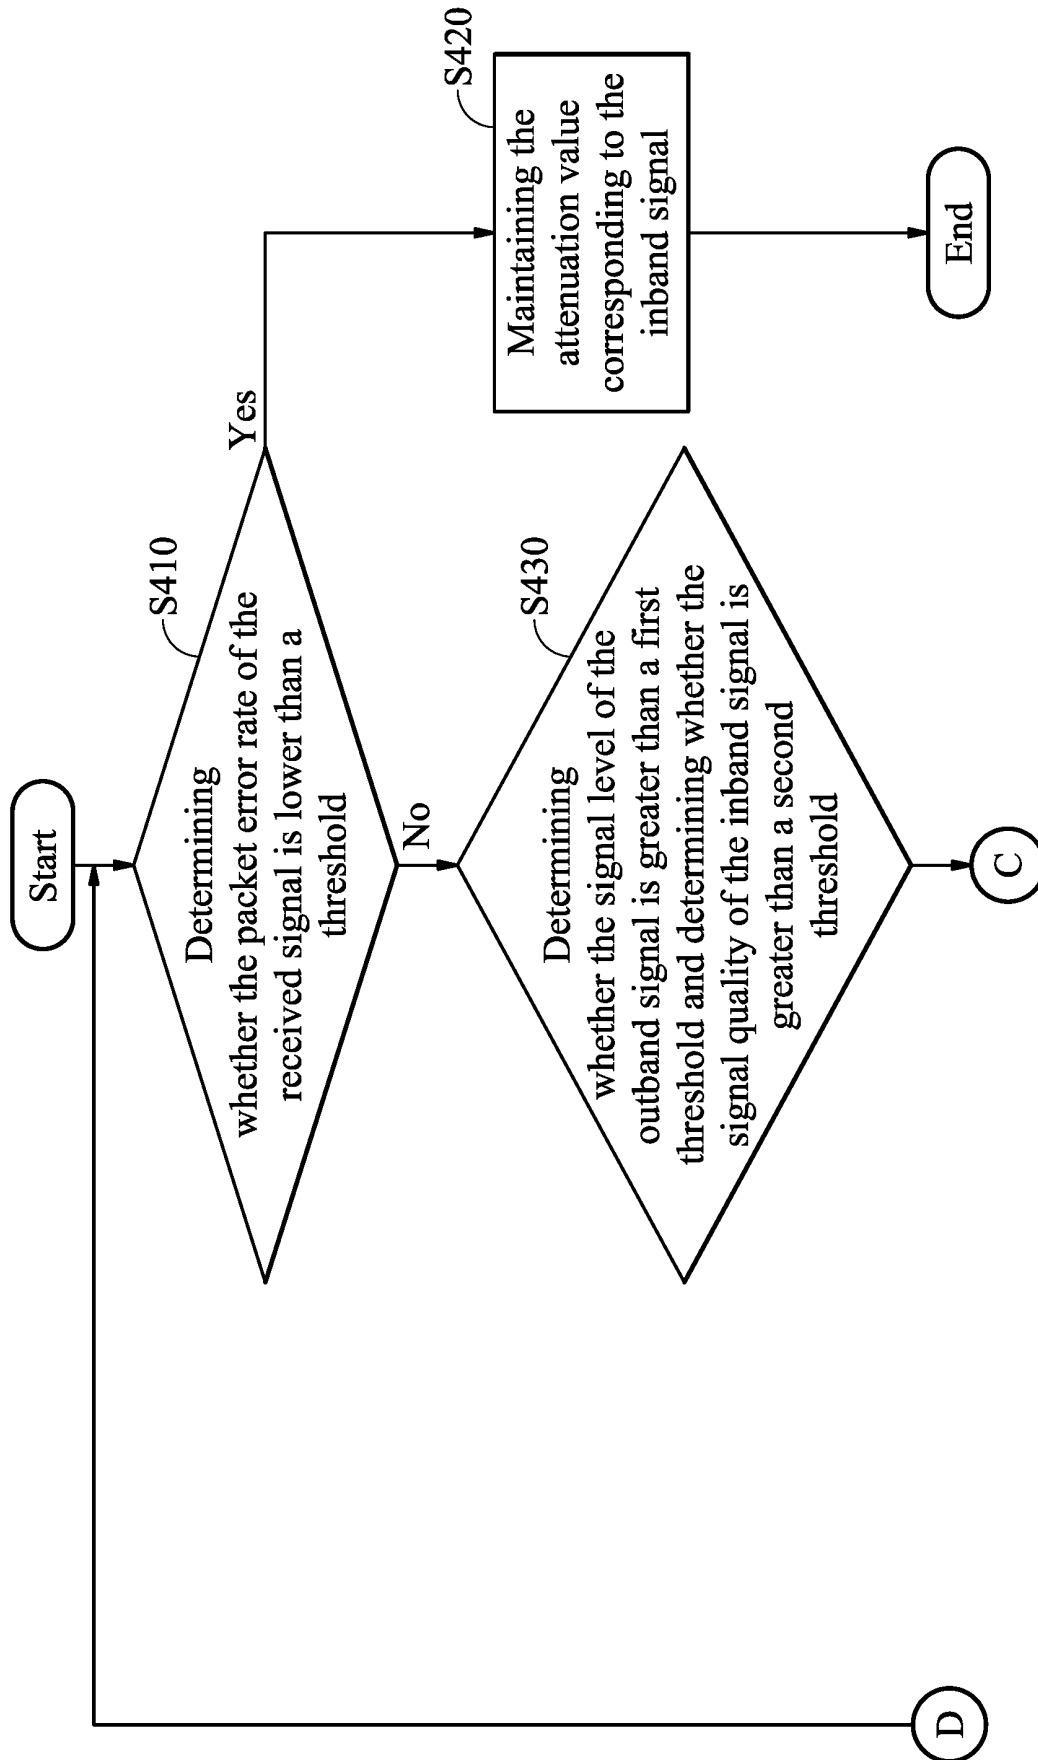 Start
S410
Determining
whether the packet error rate of the
received signal is lower than a
threshold
Yes
No
S420
Maintaining the
attenuation value
corresponding to the
inband signal
S430
Determining
whether the signal level of the
outband signal is greater than a first
threshold and determining whether the
signal quality of the inband signal is
greater than a second
threshold
End
D
C